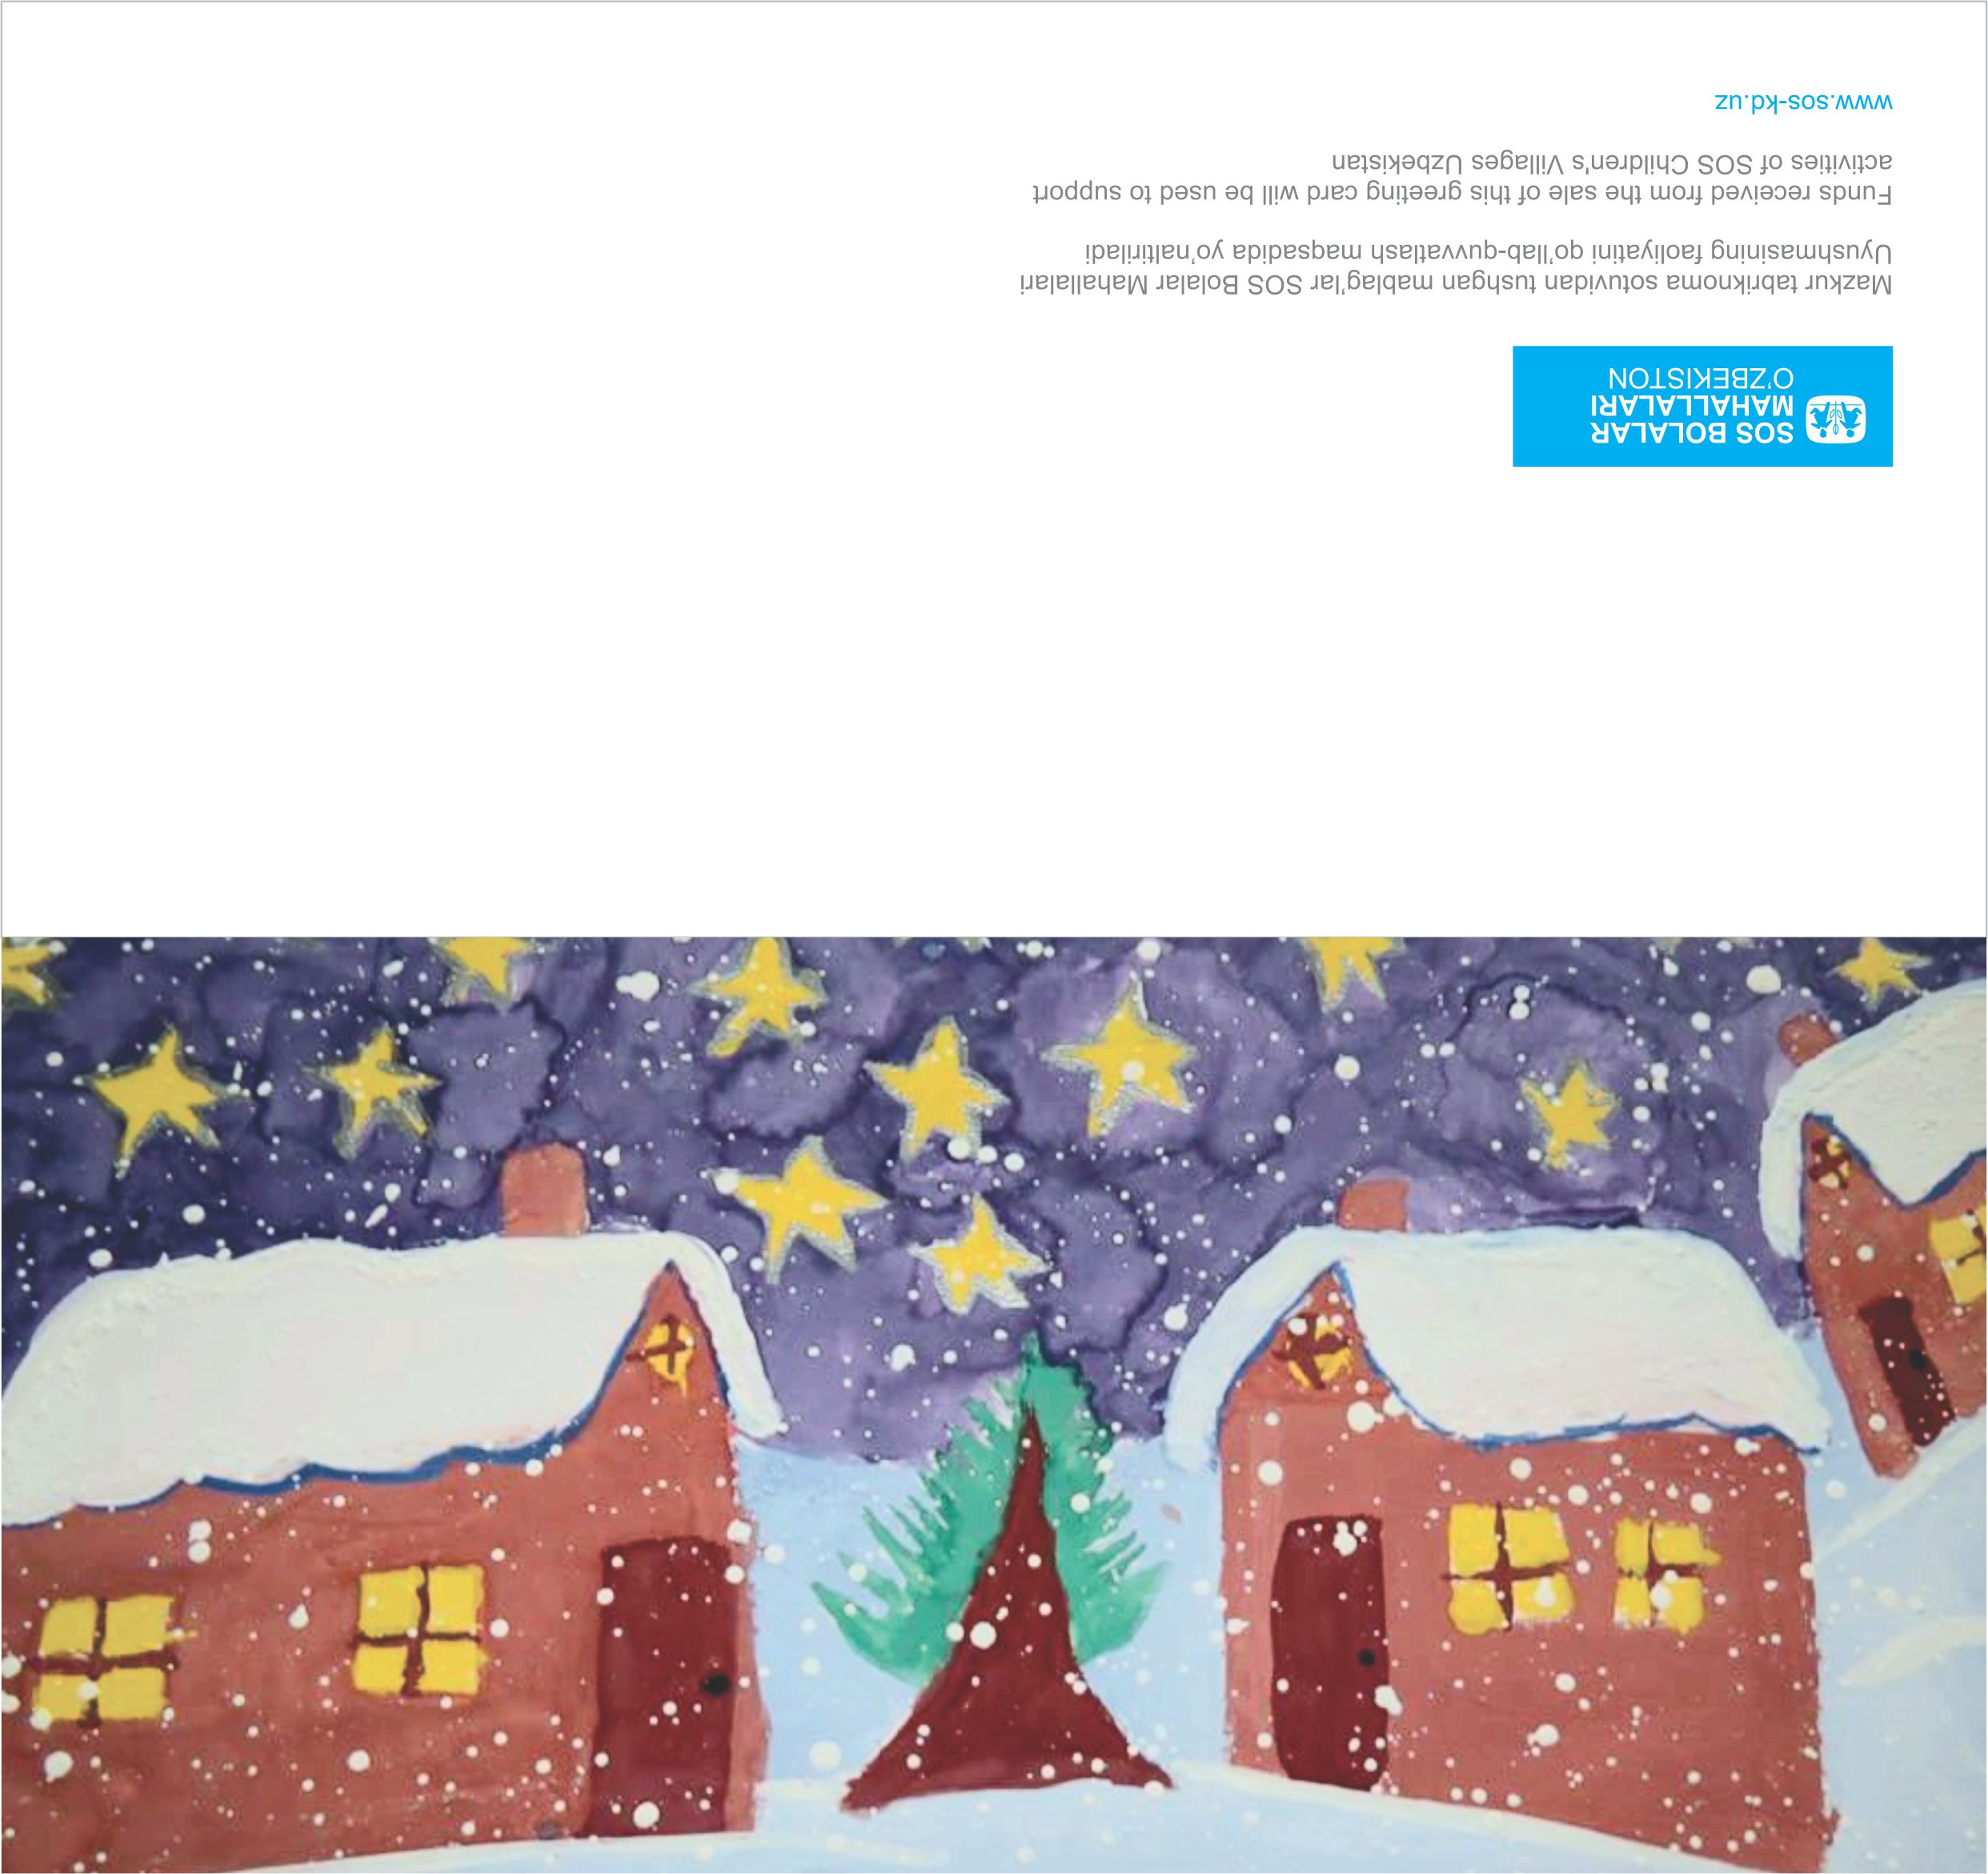 SOS BOLALAR
MAHALLALARI
O'ZBEKISTON
Mazkur tabriknoma sotuvidan tushgan mablag'lar SOS Bolalar Mahallalari
Uyushmasining faoliyatini qo'llab-quvvatlash maqsadida yo'naltiriladi
Funds received from the sale of this greeting card will be used to support
activities of SOS Children's Villages Uzbekistan
www.sos-kd.uz